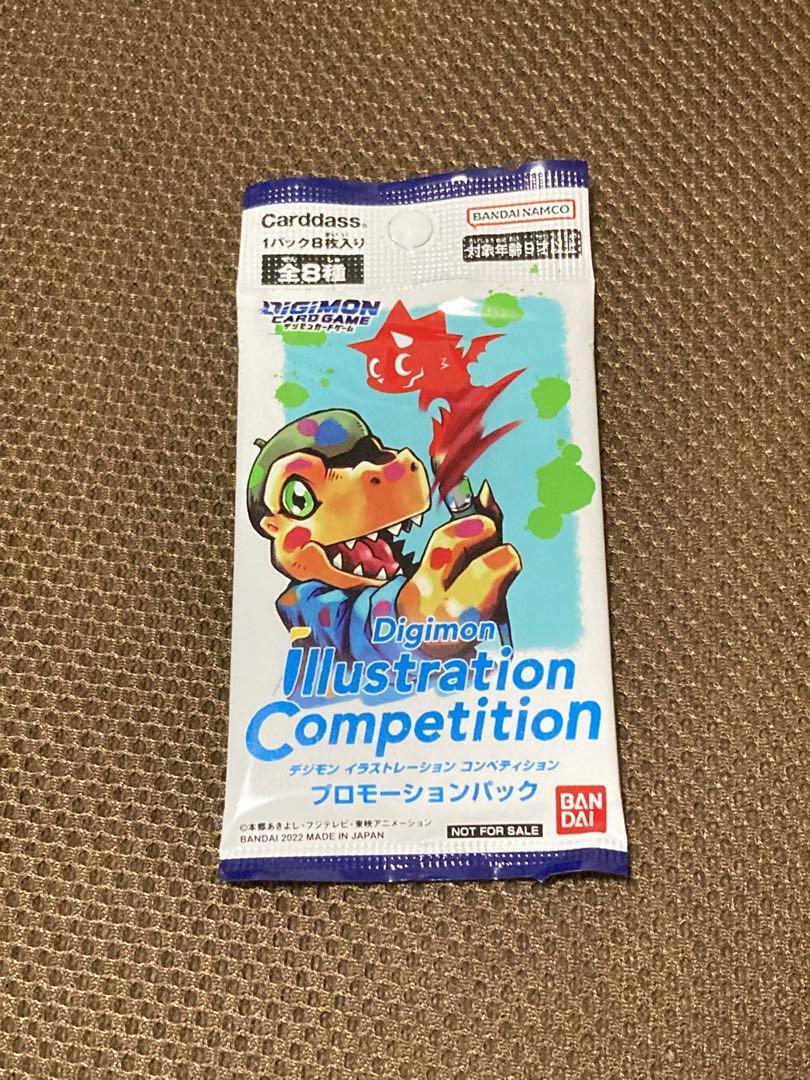 Carddass®
BANDAI NAMCO
1パック8枚入り
対象年齢9才
全8種
DIGIMON
CARD GAME
デジモンカードゲーム
Digimon
illustration
Competition
デジモン イラストレーション コンペティション
プロモーションパック
BAN
DAI
©本郷あきよし・フジテレビ・東映アニメーション
BANDAI 2022 MADE IN JAPAN
NOT FOR SALE